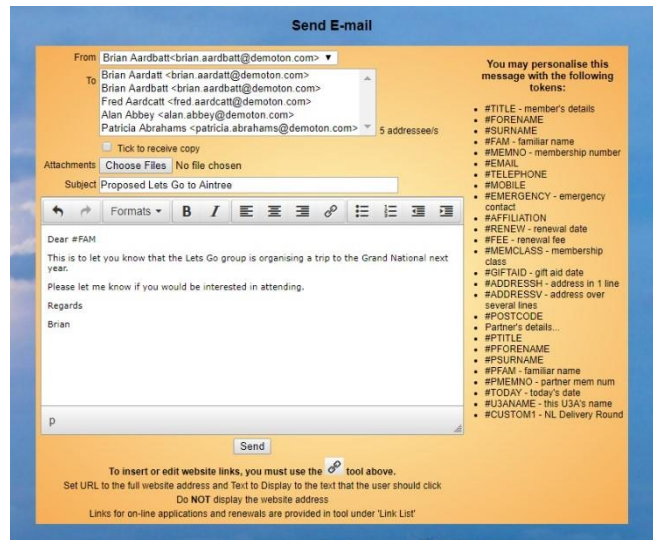 Send E-mail
From Brian Aardbatt<brian.aardbatt@demoton.com> ▼
To Brian Aardatt <brian.aardatt@demoton.com>
Brian Aardbatt <brian.aardbatt@demoton.com>
Fred Aardcatt <fred.aardcatt@demoton.com>
Alan Abbey <alan.abbey@demoton.com>
Patricia Abrahams <patricia.abrahams@demoton.com> 5 addressee/s
Tick to receive copy
Attachments Choose Files No file chosen
Subject Proposed Lets Go to Aintree
Formats B I
Dear #FAM
This is to let you know that the Lets Go group is organising a trip to the Grand National next
year.
Please let me know if you would be interested in attending.
Regards
Brian
p
Send
To insert or edit website links, you must use the tool above.
Set URL to the full website address and Text to Display to the text that the user should click
Do NOT display the website address
Links for on-line applications and renewals are provided in tool under 'Link List'
You may personalise this
message with the following
tokens:
• #TITLE - member's details
• #FORENAME
• #SURNAME
• #FAM - familiar name
• #MEMNO - membership number
• #EMAIL
• #TELEPHONE
• #MOBILE
• #EMERGENCY - emergency
contact
• #AFFILIATION
• #RENEW - renewal date
• #FEE - renewal fee
• #MEMCLASS - membership
class
• #GIFTAID - gift aid date
• #ADDRESSH - address in 1 line
• #ADDRESSV - address over
several lines
• #POSTCODE
• Partner's details...
• #PTITLE
• #PFORENAME
• #PSURNAME
• #PFAM - familiar name
• #PMEMNO - partner mem num
• #TODAY - today's date
• #U3ANAME - this U3A's name
• #CUSTOM1 - NL Delivery Round